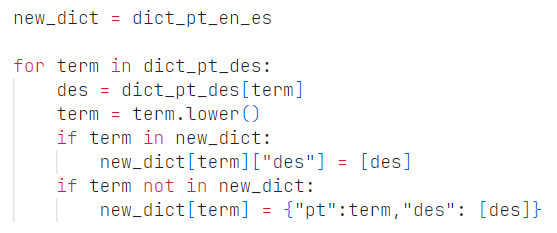 new_dict = dict_pt_en_es

for term in dict_pt_des:
    des = dict_pt_des[term]
    term = term.lower()
    if term in new_dict:
        new_dict[term]["des"] = [des]
    if term not in new_dict:
        new_dict[term] = {"pt":term,"des": [des]}